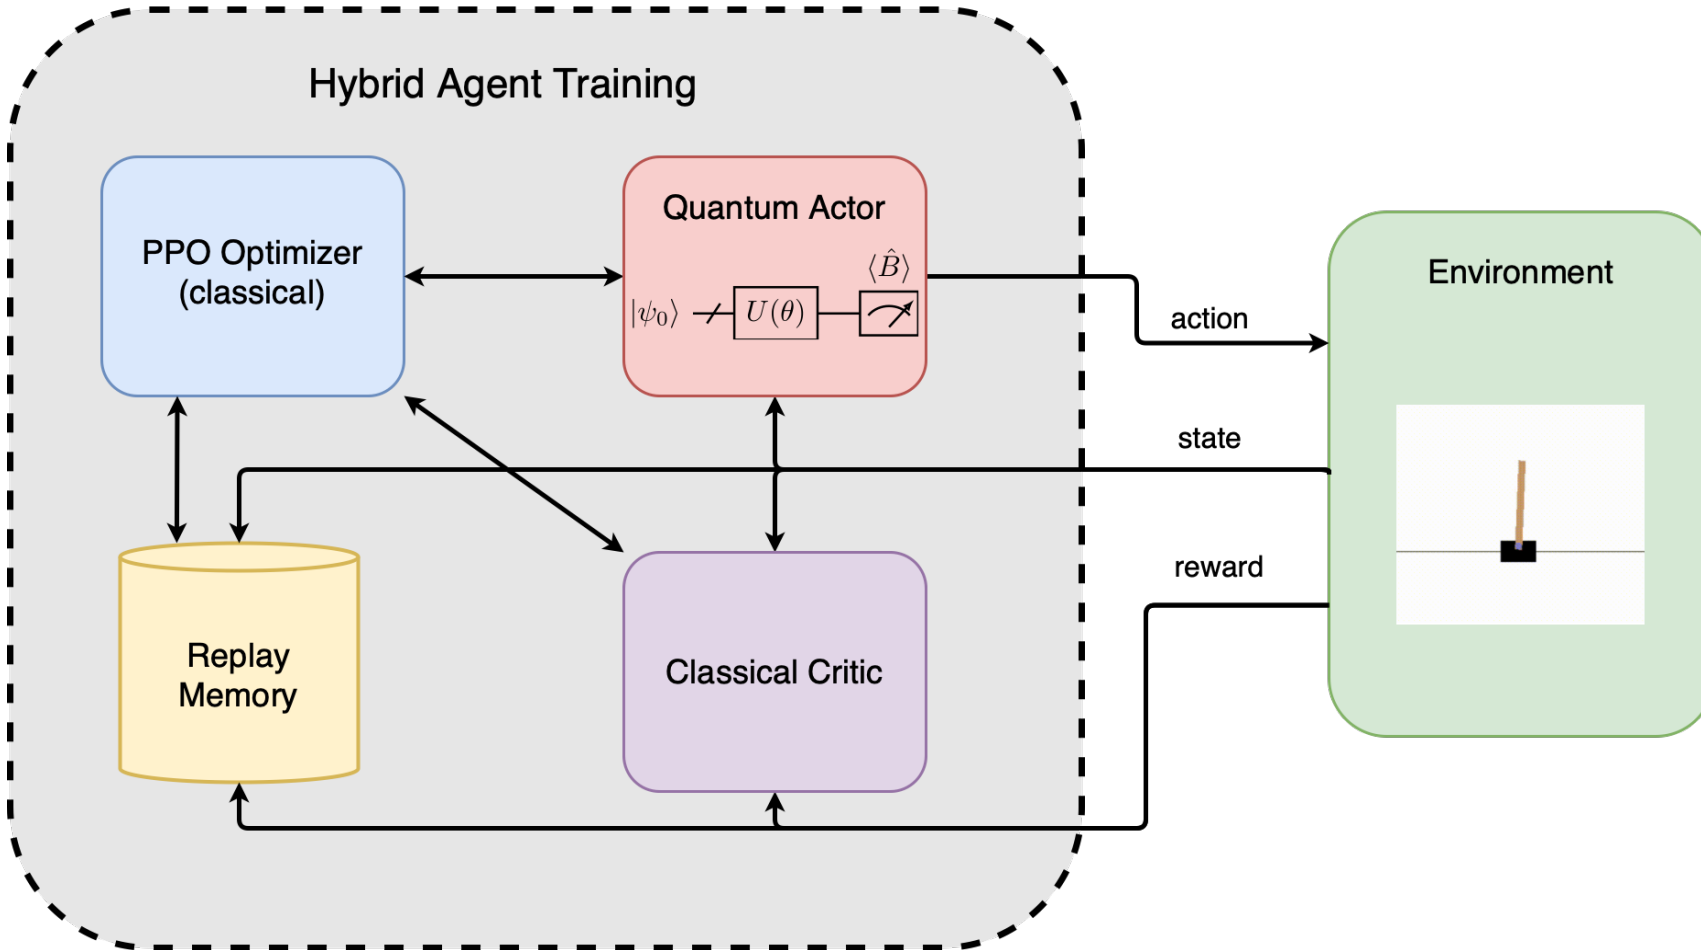 Hybrid Agent Training
PPO Optimizer
(classical)
Quantum Actor
⟨B̂⟩
|ψ₀⟩ U(θ)
action
Environment
state
reward
Replay
Memory
Classical Critic